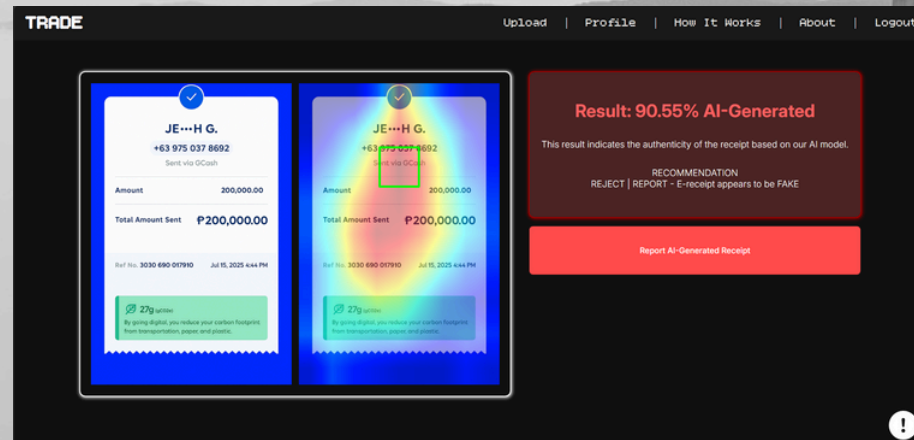 TRADE
Upload | Profile | How It Works | About | Logout
JE•••H G.
+63 975 037 8692
Sent via GCash
Amount 200,000.00
Total Amount Sent ₱200,000.00
Ref No. 3030 690 017910 Jul 15, 2025 4:44 PM
27g
By going digital, you reduce your carbon footprint
from transportation, paper, and plastic.
JE•••H G.
+63 975 037 8692
Sent via GCash
Amount 200,000.00
Total Amount Sent ₱200,000.00
Ref No. 3030 690 017910 Jul 15, 2025 4:44 PM
27g
By going digital, you reduce your carbon footprint
from transportation, paper, and plastic.
Result: 90.55% AI-Generated
This result indicates the authenticity of the receipt based on our AI model.
RECOMMENDATION
REJECT | REPORT - E-receipt appears to be FAKE
Report AI-Generated Receipt
!